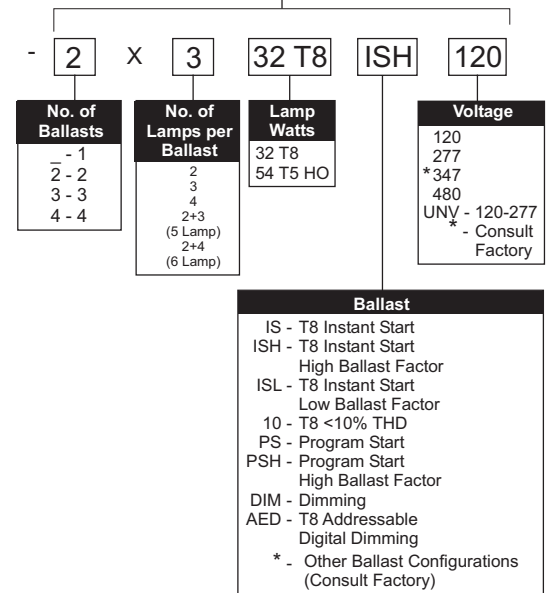 - 2 X 3 32 T8 ISH 120
No. of
Ballasts
_ - 1
2 - 2
3 - 3
4 - 4
No. of
Lamps per
Ballast
2
3
4
2+3
(5 Lamp)
2+4
(6 Lamp)
Lamp
Watts
32 T8
54 T5 HO
Voltage
120
277
*347
480
UNV - 120-277
* - Consult
Factory
Ballast
IS - T8 Instant Start
ISH - T8 Instant Start
High Ballast Factor
ISL - T8 Instant Start
Low Ballast Factor
10 - T8 <10% THD
PS - Program Start
PSH - Program Start
High Ballast Factor
DIM - Dimming
AED - T8 Addressable
Digital Dimming
* - Other Ballast Configurations
(Consult Factory)